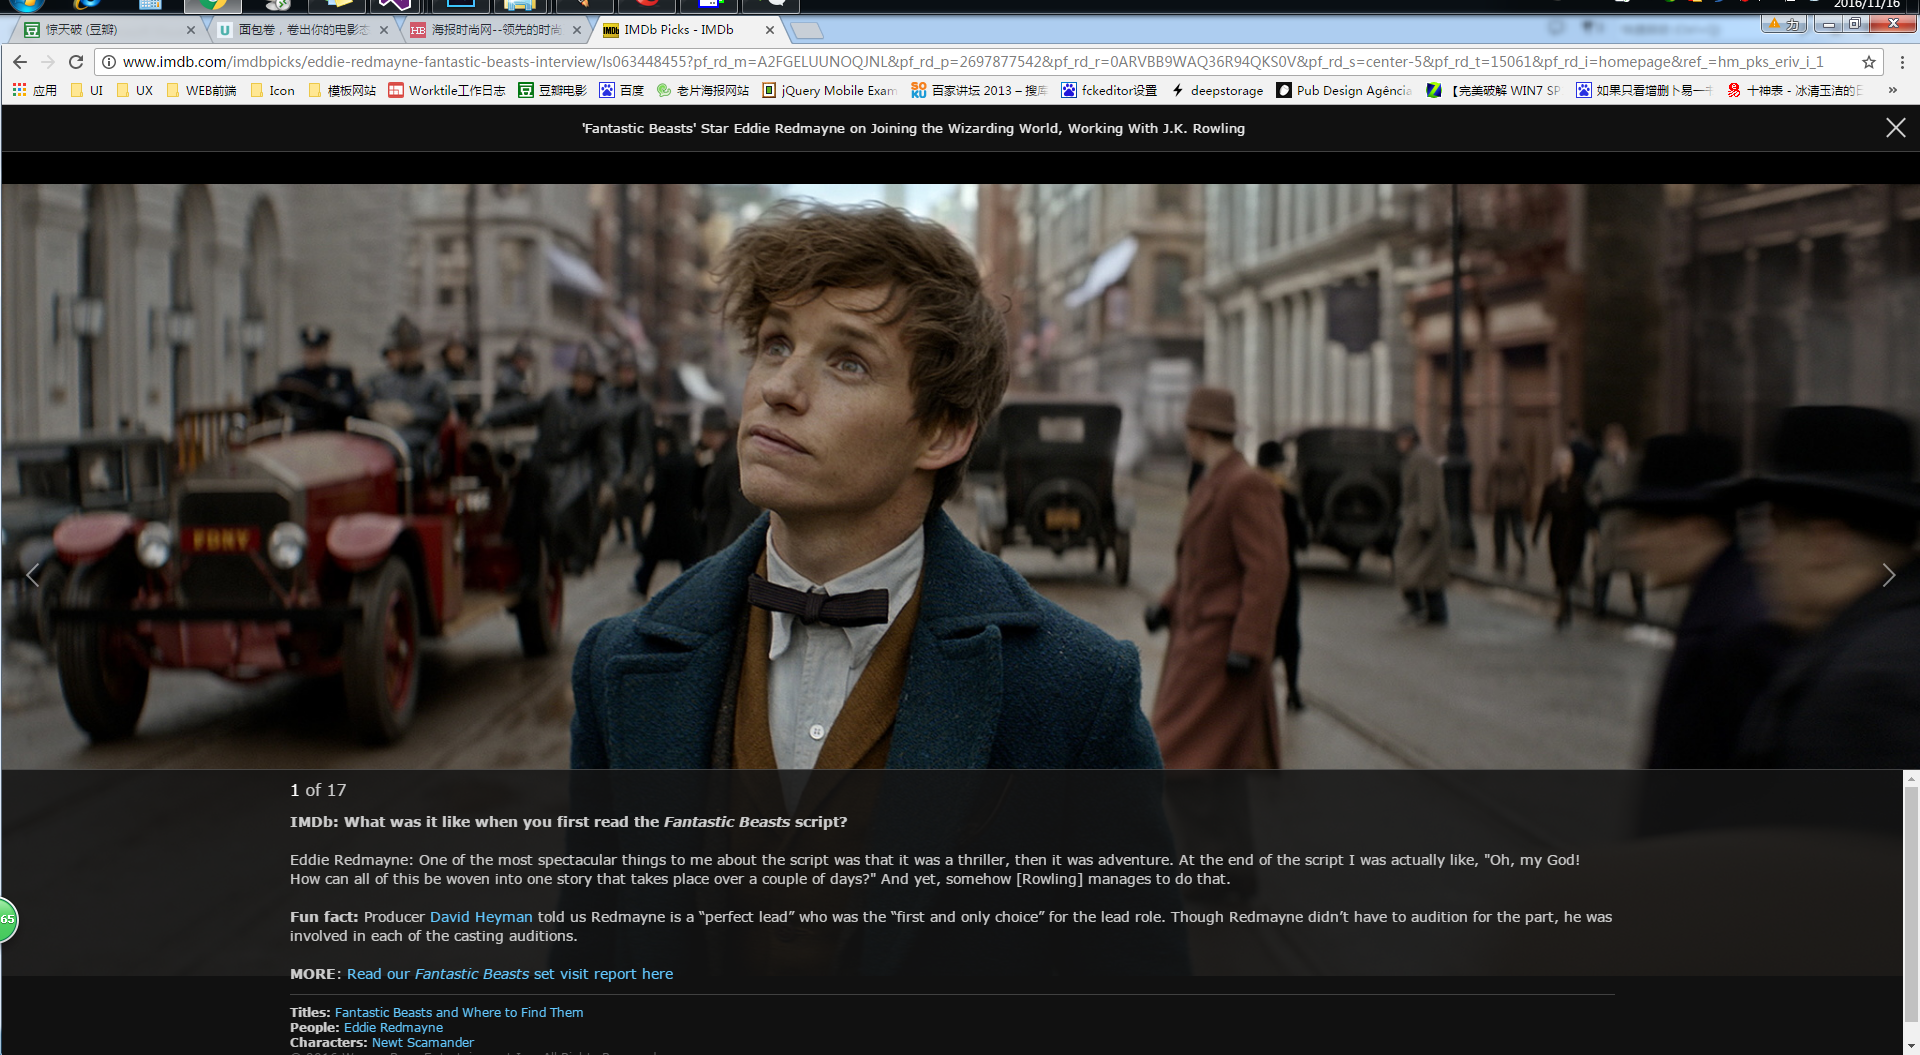 2016/11/16
惊天破 (豆瓣)
面包卷，卷出你的电影态
海报时尚网--领先的时尚
IMDb Picks - IMDb
www.imdb.com/imdbpicks/eddie-redmayne-fantastic-beasts-interview/ls063448455?pf_rd_m=A2FGELUUNOQJNL&pf_rd_p=2697877542&pf_rd_r=0ARVBB9WAQ36R94QKS0V&pf_rd_s=center-5&pf_rd_t=15061&pf_rd_i=homepage&ref_=hm_pks_eriv_i_1
应用 UI UX WEB前端 Icon 模板网站 Worktile工作日志 豆瓣电影 百度 老片海报网站 jQuery Mobile Exam 百家讲坛 2013 – 搜库 fckeditor设置 deepstorage Pub Design Agência 【完美破解 WIN7 SP 如果只看增删卜易一 十神表 - 冰清玉洁的日 »
'Fantastic Beasts' Star Eddie Redmayne on Joining the Wizarding World, Working With J.K. Rowling
FDNY
1 of 17
IMDb: What was it like when you first read the Fantastic Beasts script?
Eddie Redmayne: One of the most spectacular things to me about the script was that it was a thriller, then it was adventure. At the end of the script I was actually like, "Oh, my God!
How can all of this be woven into one story that takes place over a couple of days?" And yet, somehow [Rowling] manages to do that.
65
Fun fact: Producer David Heyman told us Redmayne is a “perfect lead” who was the “first and only choice” for the lead role. Though Redmayne didn’t have to audition for the part, he was
involved in each of the casting auditions.
MORE: Read our Fantastic Beasts set visit report here
Titles: Fantastic Beasts and Where to Find Them
People: Eddie Redmayne
Characters: Newt Scamander